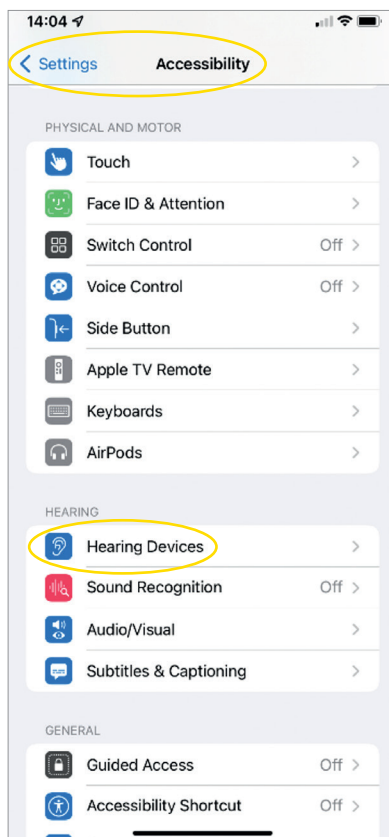 14:04
Settings
Accessibility
PHYSICAL AND MOTOR
Touch
Face ID & Attention
Switch Control Off
Voice Control Off
Side Button
Apple TV Remote
Keyboards
AirPods
HEARING
Hearing Devices
Sound Recognition Off
Audio/Visual
Subtitles & Captioning
GENERAL
Guided Access Off
Accessibility Shortcut Off